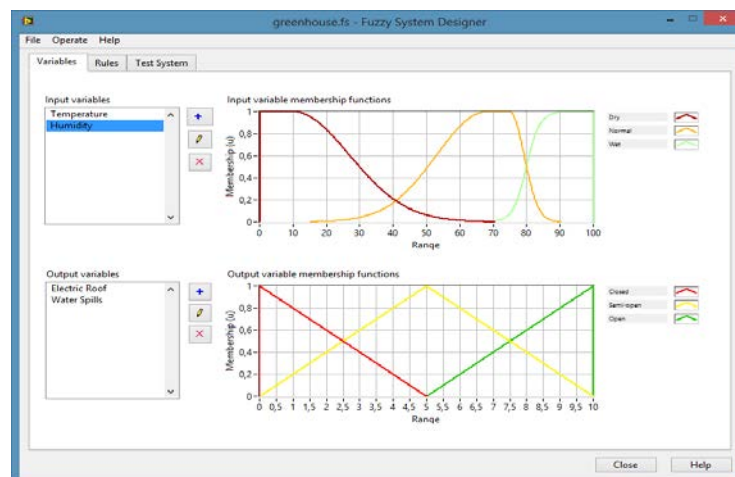 greenhouse.fs - Fuzzy System Designer
File Operate Help
Variables Rules Test System
Input variables
Temperature
Humidity
Input variable membership functions
Membership (u)
1
0,8
0,6
0,4
0,2
0
0 10 20 30 40 50 60 70 80 90 100
Range
Dry
Normal
Wet
Output variables
Electric Roof
Water Spills
Output variable membership functions
Membership (u)
1
0,8
0,6
0,4
0,2
0
0 0,5 1 1,5 2 2,5 3 3,5 4 4,5 5 5,5 6 6,5 7 7,5 8 8,5 9 9,5 10
Range
Closed
Semi-open
Open
Close Help